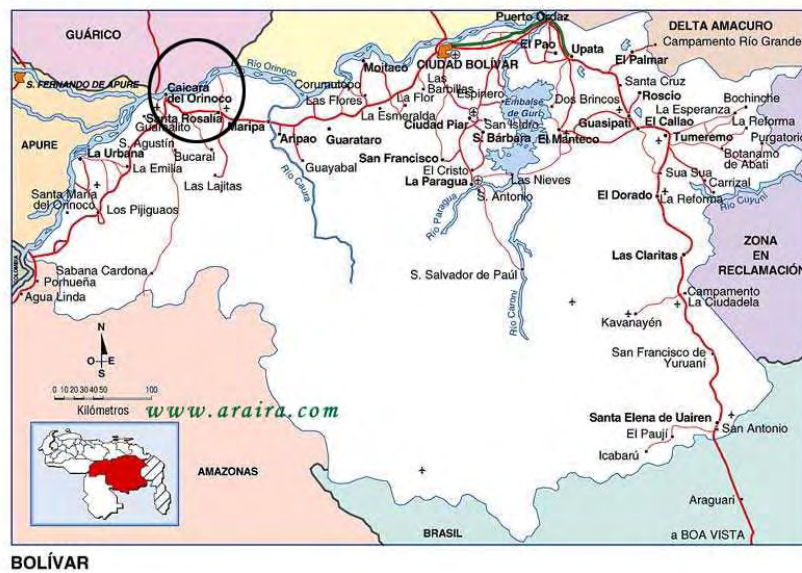 GUÁRICO
Puerto Ordaz
DELTA AMACURO
Campamento Río Grande
El Palmar
El Pao
Upata
Río Orinoco
Moitaco
CIUDAD BOLÍVAR
S. FERNANDO DE APURE
Caicara
del Orinoco
Corumutopo
Las Flores
La Flor
La Esmeralda
Las
Barnillas
Espinero
Embalse
de Guri
Dos Brincos
Santa Cruz
Roscio
Bochinche
La Esperanza
La Reforma
Santa Rosalía
Guamalito
Maripa
Aripao
Guarataro
Ciudad Piar
San Isidro
S. Bárbara
El Manteco
Guasipati
El Callao
Tumeremo
Purgatorio
Botanamo
de Abati
APURE
La Urbana
S. Agustín
Bucaral
La Emilia
Las Lajitas
Guayabal
San Francisco
El Cristo
La Paragua
Las Nieves
S. Antonio
Sua Sua
Carrizal
El Dorado
La Reforma
Río Cuyuní
Santa María
del Orinoco
Los Pijiguaos
Río Caura
Río Paragua
S. Salvador de Paúl
Río Caroní
Las Claritas
ZONA
EN
RECLAMACIÓN
COLOMBIA
Porhueña
Agua Linda
Sabana Cardona
Campamento
La Ciudadela
Kavanayén
San Francisco de
Yuruaní
N
O E
S
0 10 20 30 40 50 100
Kilómetros
www.araira.com
Santa Elena de Uairen
San Antonio
El Paují
Icabarú
AMAZONAS
BRASIL
Araguari
a BOA VISTA
BOLÍVAR